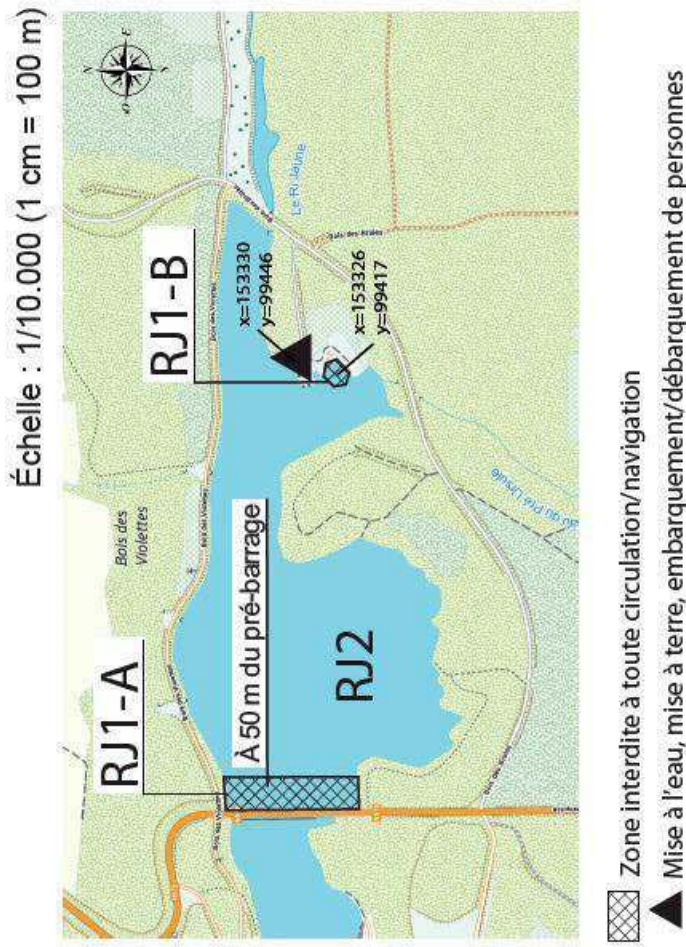 Échelle : 1/10.000 (1 cm = 100 m)
N
E
S
O
RJ1-A
RJ1-B
À 50 m du pré-barrage
RJ2
x=153330
y=99446
x=153326
y=99417
Bois des
Violettes
Le Ri Jaune
Zone interdite à toute circulation/navigation
Mise à l'eau, mise à terre, embarquement/débarquement de personnes